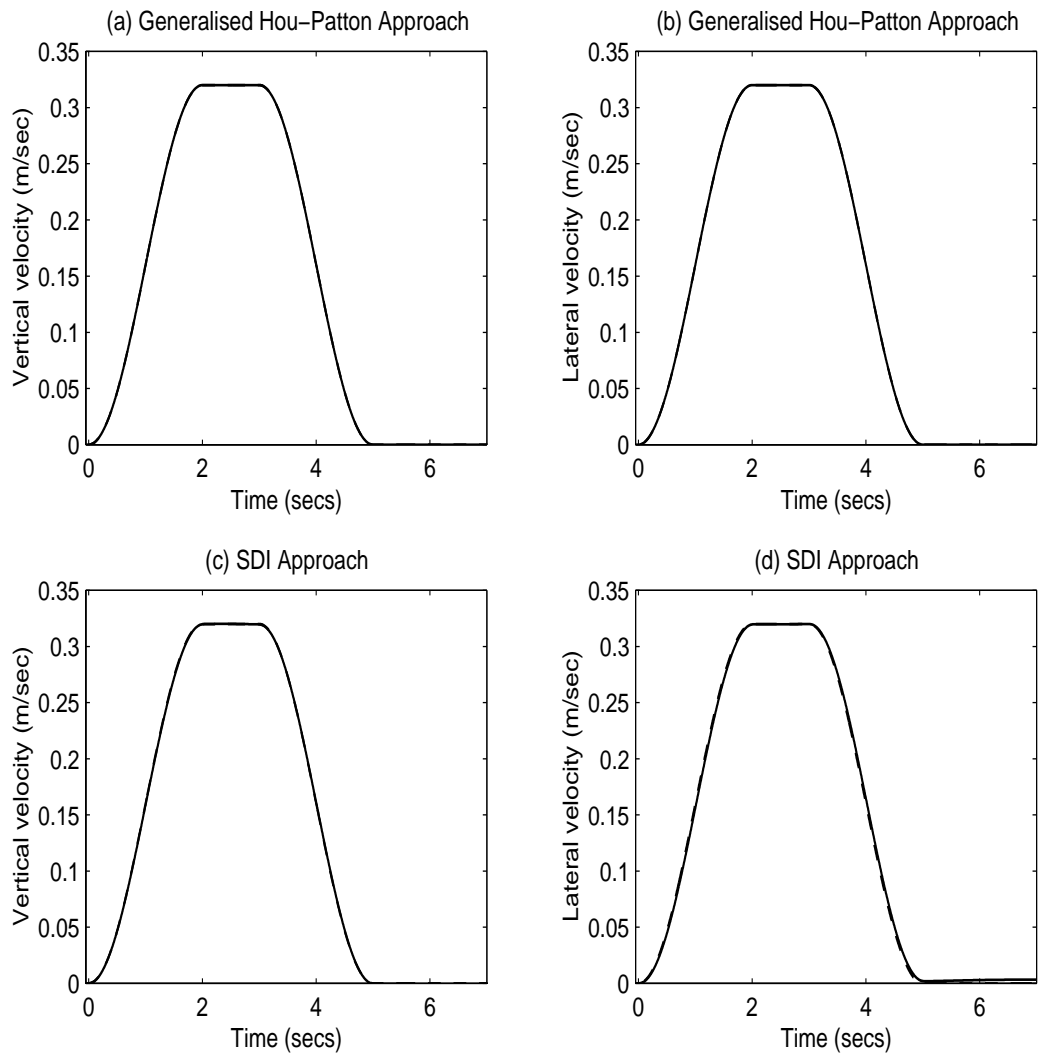 (a) Generalised Hou−Patton Approach
Vertical velocity (m/sec)
0.35
0.3
0.25
0.2
0.15
0.1
0.05
0
0 2 4 6
Time (secs)
(b) Generalised Hou−Patton Approach
Lateral velocity (m/sec)
0.35
0.3
0.25
0.2
0.15
0.1
0.05
0
0 2 4 6
Time (secs)
(c) SDI Approach
Vertical velocity (m/sec)
0.35
0.3
0.25
0.2
0.15
0.1
0.05
0
0 2 4 6
Time (secs)
(d) SDI Approach
Lateral velocity (m/sec)
0.35
0.3
0.25
0.2
0.15
0.1
0.05
0
0 2 4 6
Time (secs)